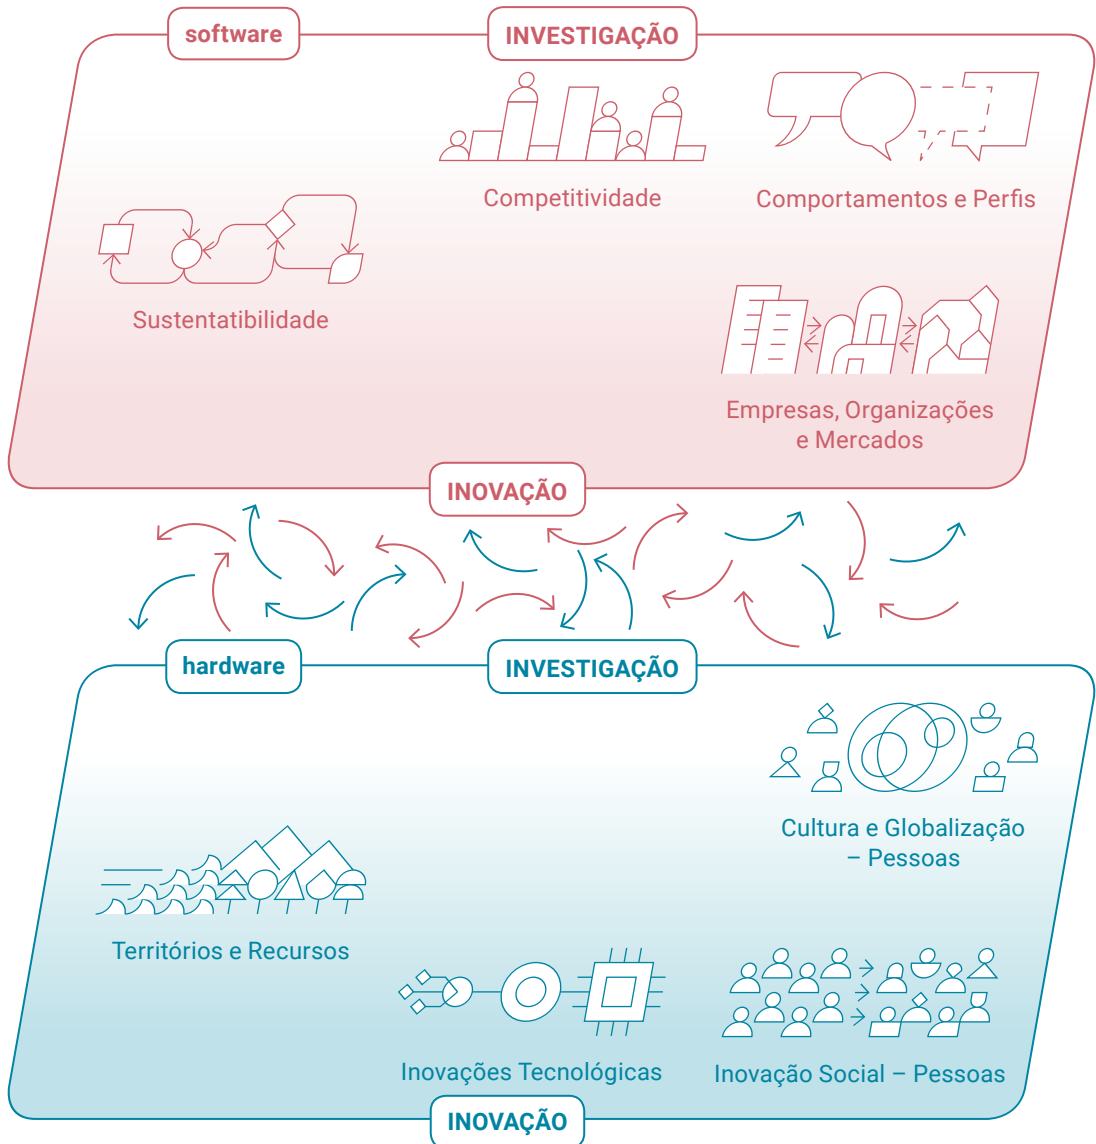 software
INVESTIGAÇÃO
Competitividade
Comportamentos e Perfis
Sustentatibilidade
Empresas, Organizações
e Mercados
INOVAÇÃO
hardware
INVESTIGAÇÃO
Cultura e Globalização
– Pessoas
Territórios e Recursos
Inovações Tecnológicas
Inovação Social – Pessoas
INOVAÇÃO